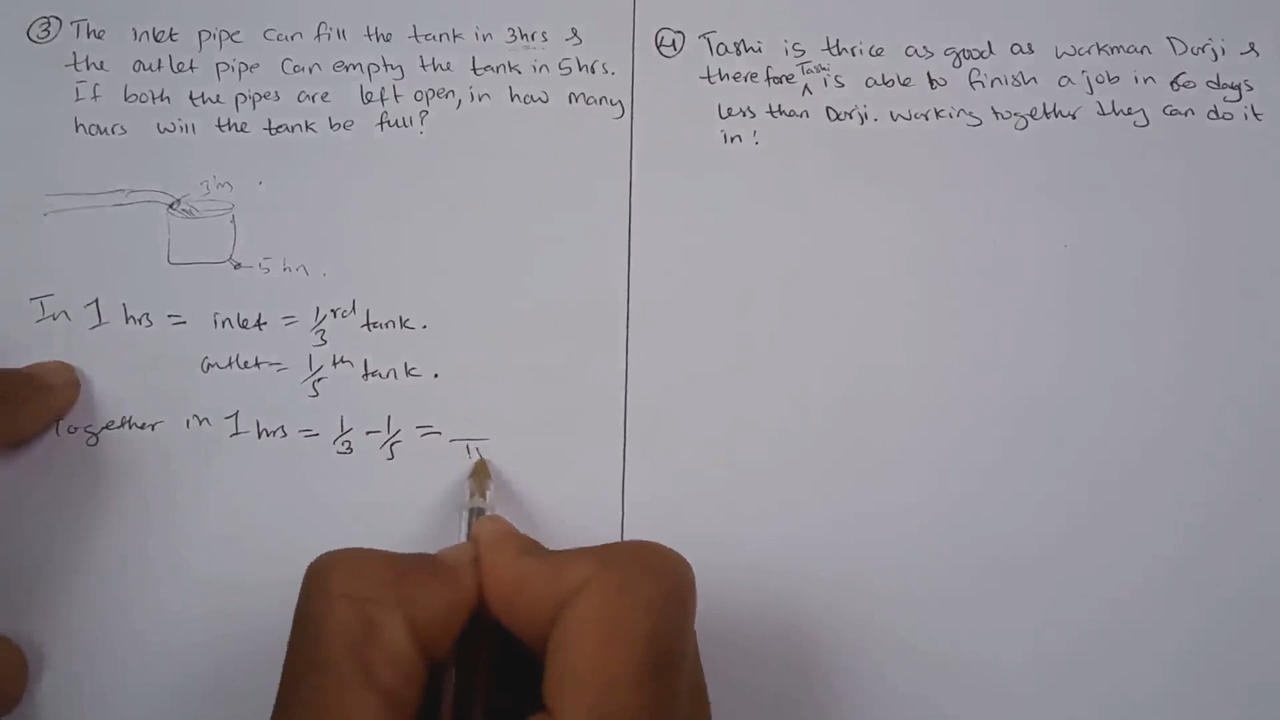 ③ The inlet pipe can fill the tank in 3hrs &
the outlet pipe can empty the tank in 5hrs.
If both the pipes are left open, in how many
hours will the tank be full?
5 hr.
In 1 hrs = inlet = 1/3 rd tank.
outlet = 1/5 th tank.
Together in 1 hrs = 1/3 - 1/5 =
④ Tashi is thrice as good as workman Dorji &
therefore Tashi is able to finish a job in 60 days
less than Dorji. Working together they can do it
in!